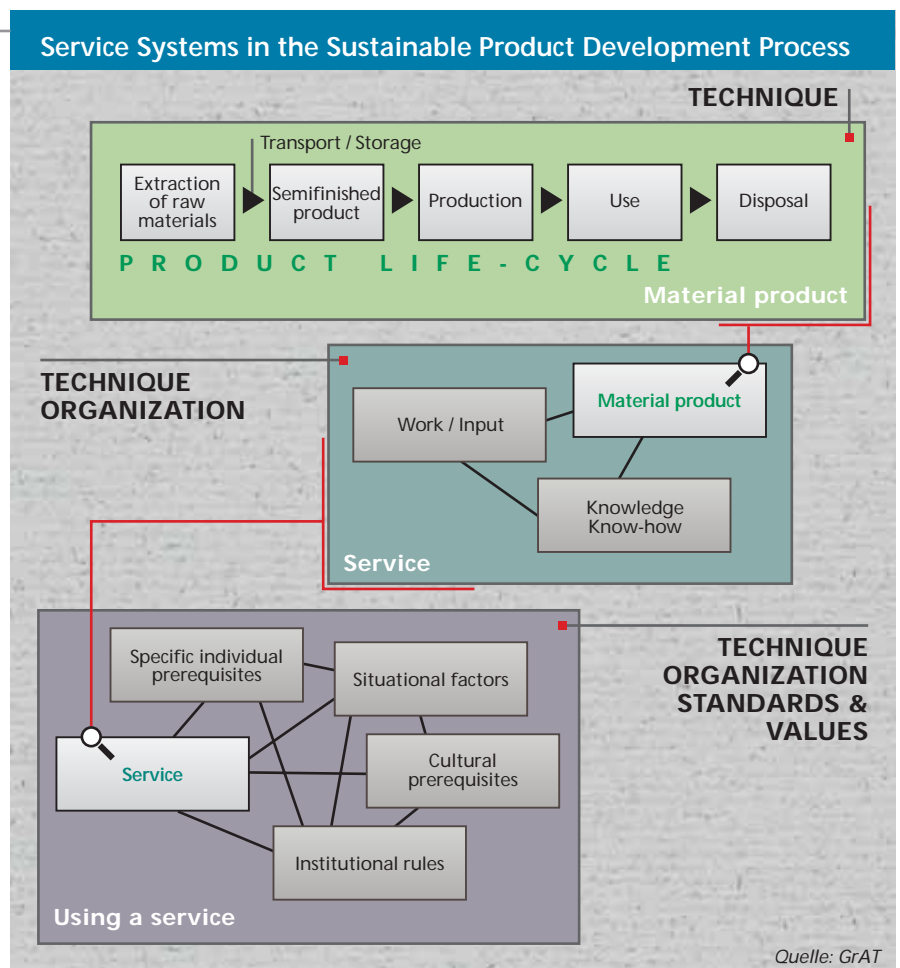 Service Systems in the Sustainable Product Development Process
TECHNIQUE
Transport / Storage
Extraction
of raw
materials
Semifinished
product
Production
Use
Disposal
PRODUCT LIFE-CYCLE
Material product
TECHNIQUE
ORGANIZATION
Material product
Work / Input
Knowledge
Know-how
Service
TECHNIQUE
ORGANIZATION
STANDARDS &
VALUES
Specific individual
prerequisites
Situational factors
Service
Cultural
prerequisites
Institutional rules
Using a service
Quelle: GrAT